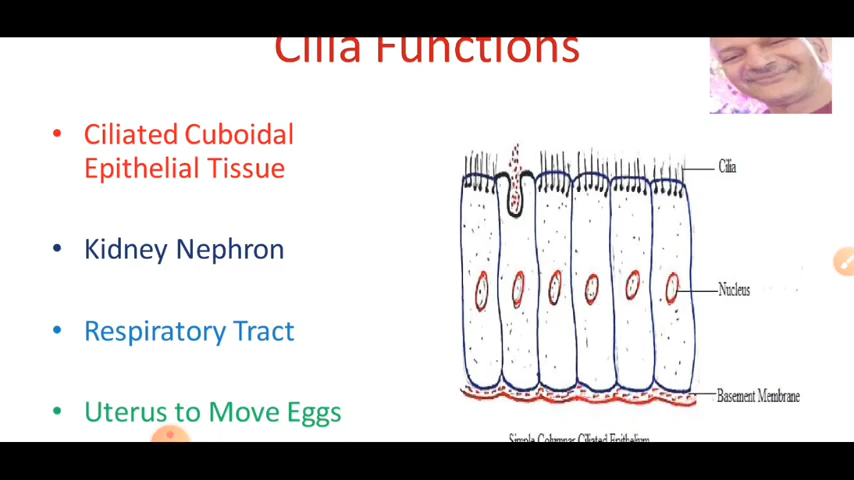 Cilia Functions
• Ciliated Cuboidal
Epithelial Tissue
• Kidney Nephron
• Respiratory Tract
• Uterus to Move Eggs
Cilia
Nucleus
Basement Membrane
Simple Columnar Ciliated Epithelium